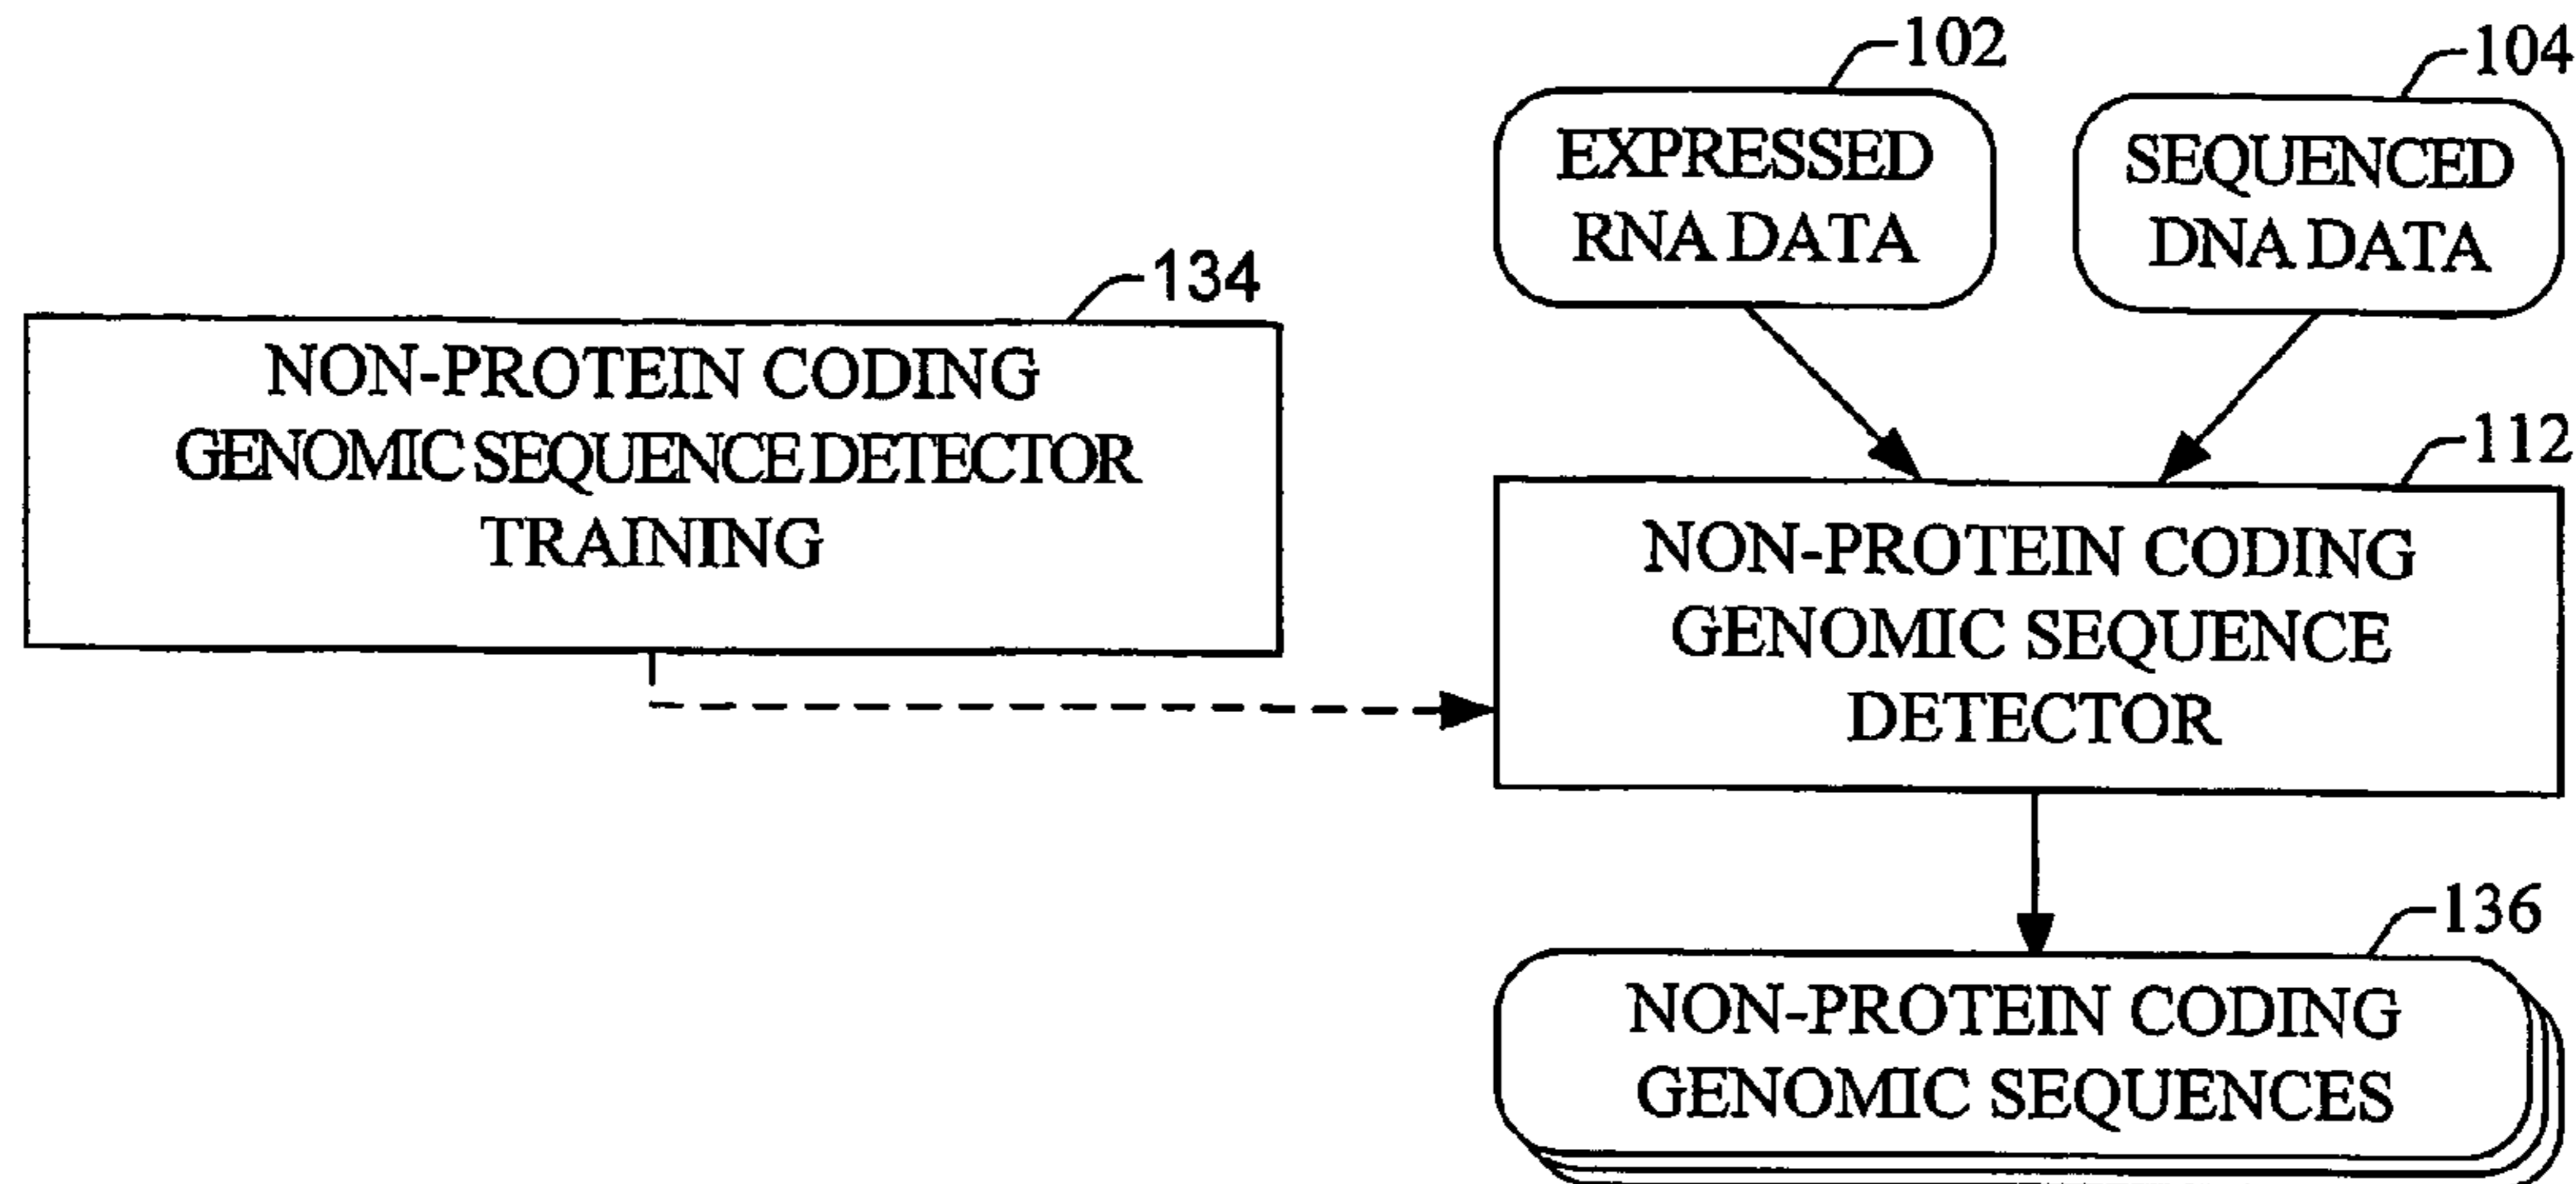 102
104
EXPRESSED
RNA DATA
SEQUENCED
DNA DATA
134
NON-PROTEIN CODING
GENOMIC SEQUENCE DETECTOR
TRAINING
112
NON-PROTEIN CODING
GENOMIC SEQUENCE
DETECTOR
136
NON-PROTEIN CODING
GENOMIC SEQUENCES